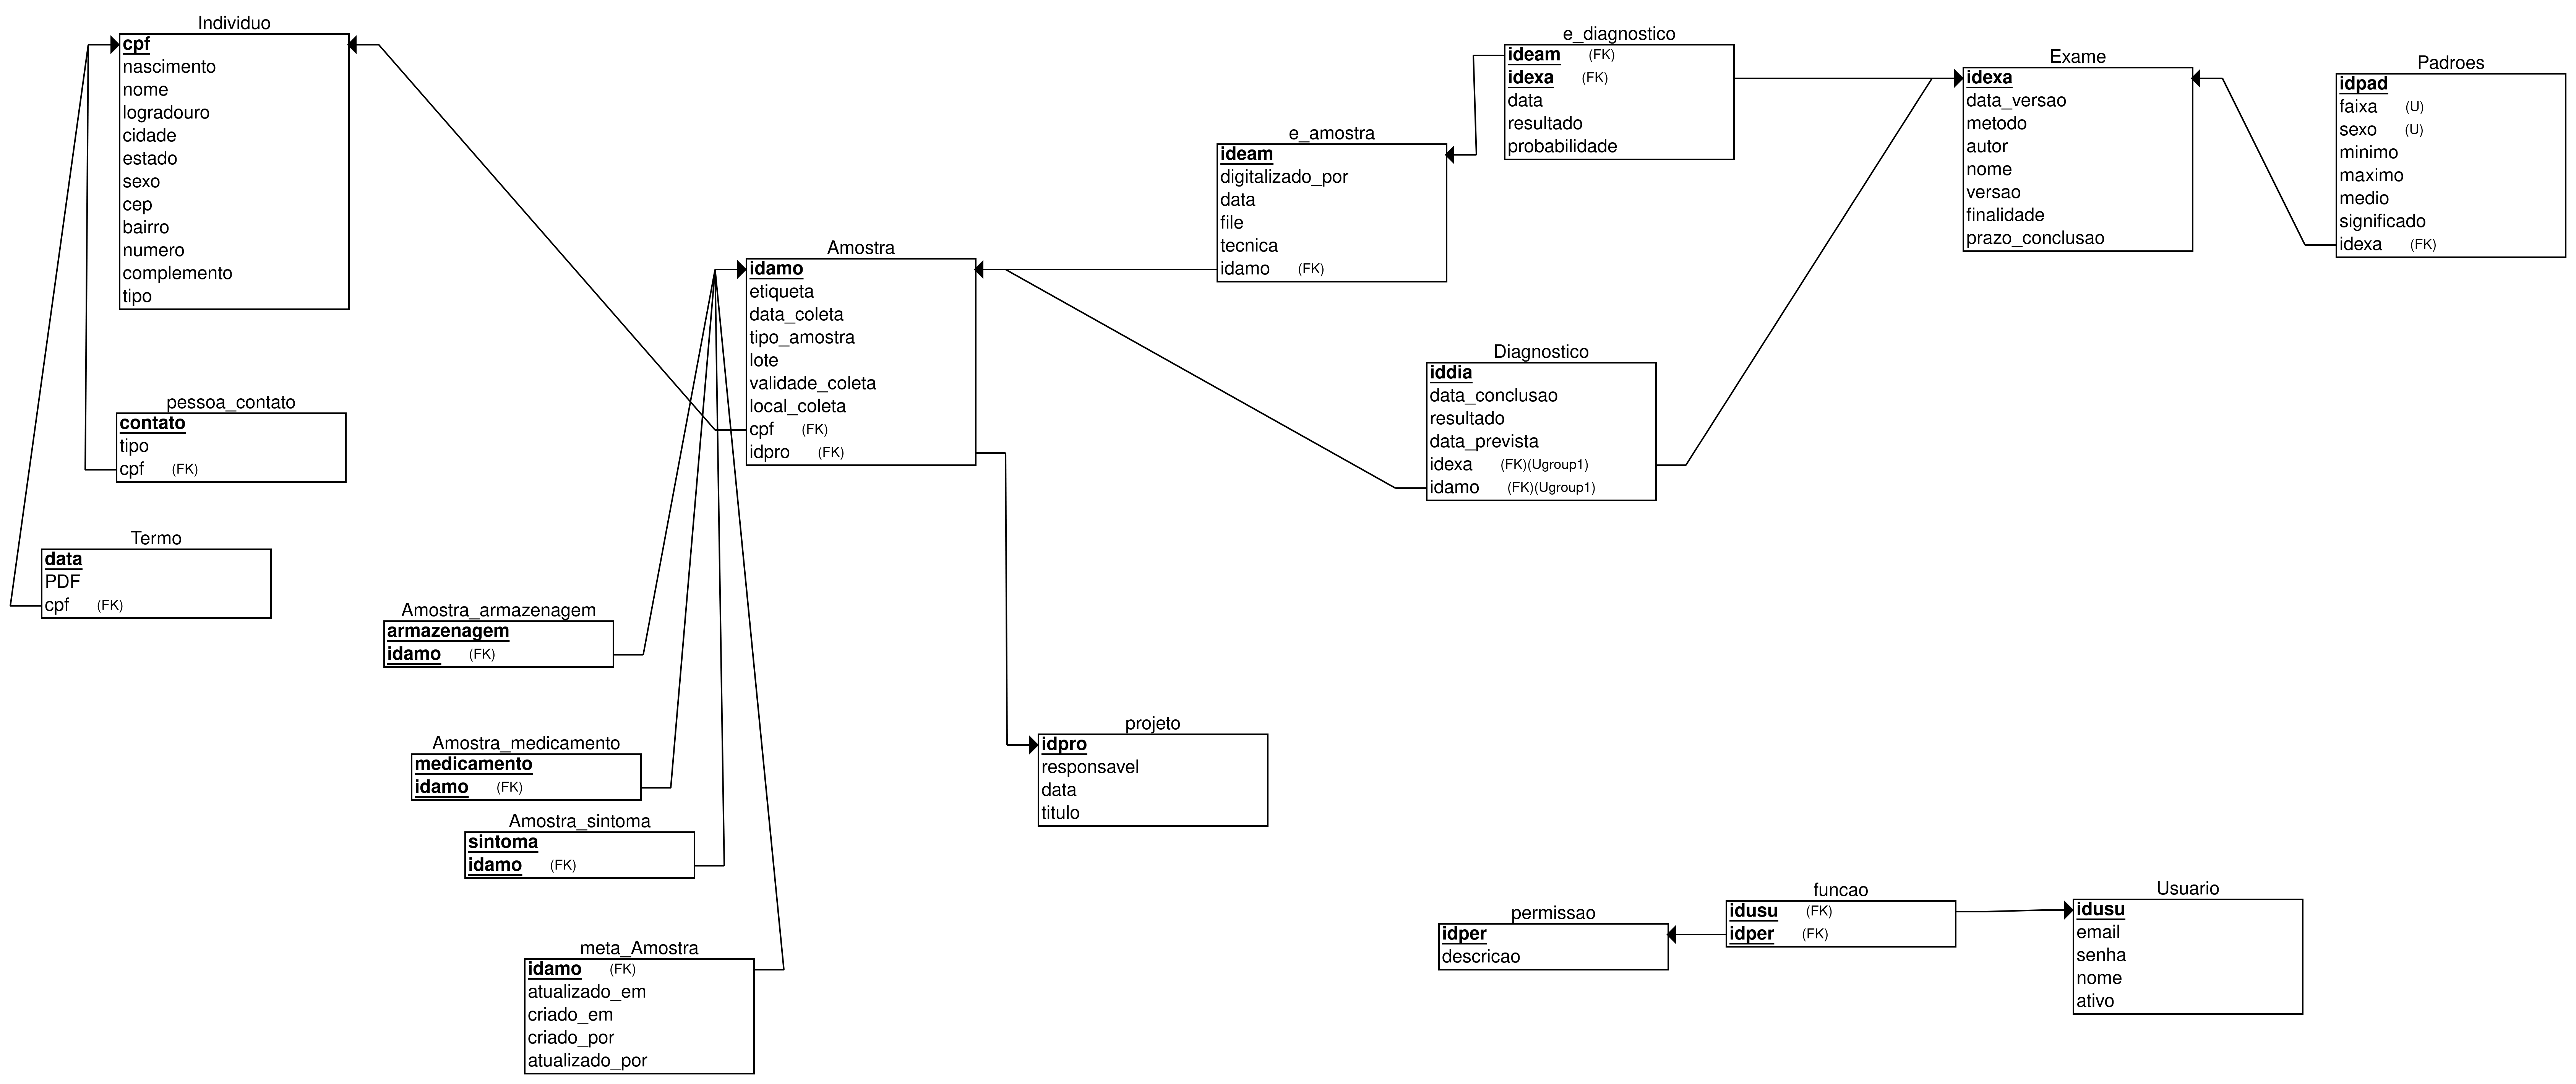 Individuo
cpf
nascimento
nome
logradouro
cidade
estado
sexo
cep
bairro
numero
complemento
tipo
pessoa_contato
contato
tipo
cpf (FK)
Termo
data
PDF
cpf (FK)
Amostra
idamo
etiqueta
data_coleta
tipo_amostra
lote
validade_coleta
local_coleta
cpf (FK)
idpro (FK)
Amostra_armazenagem
armazenagem
idamo (FK)
Amostra_medicamento
medicamento
idamo (FK)
Amostra_sintoma
sintoma
idamo (FK)
meta_Amostra
idamo (FK)
atualizado_em
criado_em
criado_por
atualizado_por
projeto
idpro
responsavel
data
titulo
e_amostra
ideam
digitalizado_por
data
file
tecnica
idamo (FK)
e_diagnostico
ideam (FK)
idexa (FK)
data
resultado
probabilidade
Diagnostico
iddia
data_conclusao
resultado
data_prevista
idexa (FK)(Ugroup1)
idamo (FK)(Ugroup1)
Exame
idexa
data_versao
metodo
autor
nome
versao
finalidade
prazo_conclusao
Padroes
idpad
faixa (U)
sexo (U)
minimo
maximo
medio
significado
idexa (FK)
permissao
idper
descricao
funcao
idusu (FK)
idper (FK)
Usuario
idusu
email
senha
nome
ativo